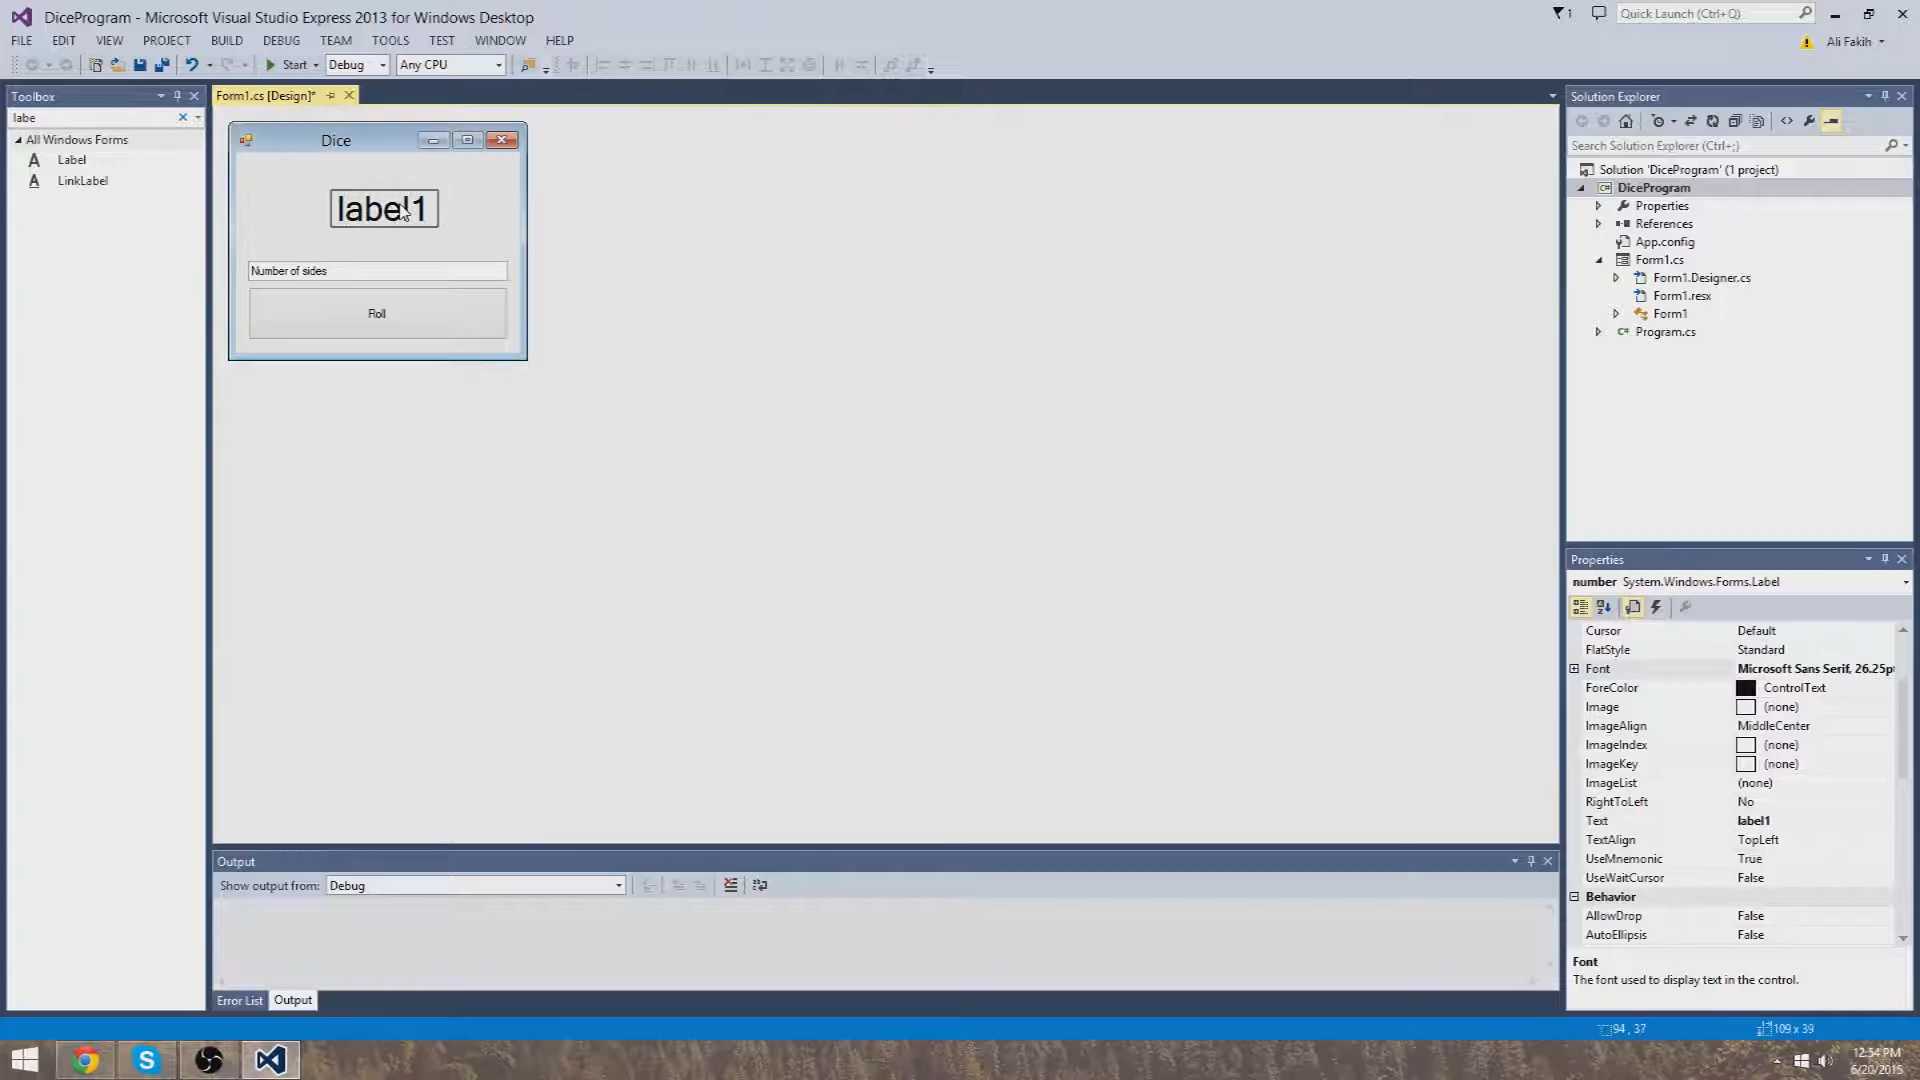 DiceProgram - Microsoft Visual Studio Express 2013 for Windows Desktop
1
Quick Launch (Ctrl+Q)
FILE EDIT VIEW PROJECT BUILD DEBUG TEAM TOOLS TEST WINDOW HELP
Ali Fakih
Start Debug Any CPU
Toolbox
labe
All Windows Forms
A Label
A LinkLabel
Form1.cs [Design]*
Dice
label1
Number of sides
Roll
Output
Show output from: Debug
Error List Output
Solution Explorer
Search Solution Explorer (Ctrl+;)
Solution 'DiceProgram' (1 project)
C# DiceProgram
Properties
References
App.config
Form1.cs
Form1.Designer.cs
Form1.resx
Form1
C# Program.cs
Properties
number System.Windows.Forms.Label
Cursor Default
FlatStyle Standard
Font Microsoft Sans Serif, 26.25p
ForeColor ControlText
Image (none)
ImageAlign MiddleCenter
ImageIndex (none)
ImageKey (none)
ImageList (none)
RightToLeft No
Text label1
TextAlign TopLeft
UseMnemonic True
UseWaitCursor False
Behavior
AllowDrop False
AutoEllipsis False
Font
The font used to display text in the control.
94 , 37
109 x 39
12:54 PM
6/20/2015